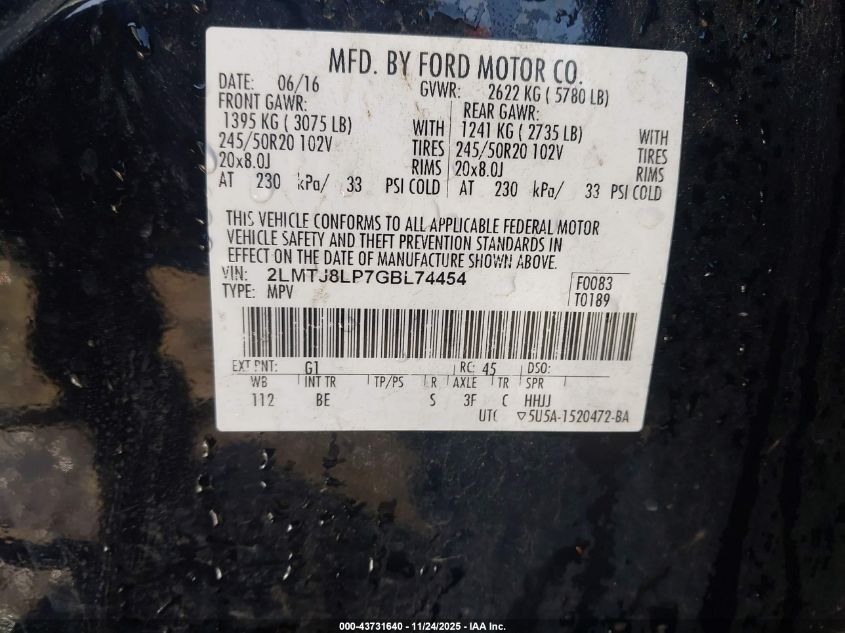 MFD. BY FORD MOTOR CO.
DATE: 06/16 GVWR: 2622 KG ( 5780 LB)
FRONT GAWR: REAR GAWR:
1395 KG ( 3075 LB) WITH 1241 KG ( 2735 LB) WITH
245/50R20 102V TIRES 245/50R20 102V TIRES
20x8.0J RIMS 20x8.0J RIMS
AT 230 kPa/ 33 PSI COLD AT 230 kPa/ 33 PSI COLD
THIS VEHICLE CONFORMS TO ALL APPLICABLE FEDERAL MOTOR
VEHICLE SAFETY AND THEFT PREVENTION STANDARDS IN
EFFECT ON THE DATE OF MANUFACTURE SHOWN ABOVE.
VIN: 2LMTJ8LP7GBL74454 F0083
TYPE: MPV T0189
EXT PNT: G1 RC: 45 DSO:
WB INT TR TP/PS R AXLE TR SPR
112 BE S 3F C HHJJ
UTC ▽5U5A-1520472-BA
000-43731640 - 11/24/2025 - IAA Inc.